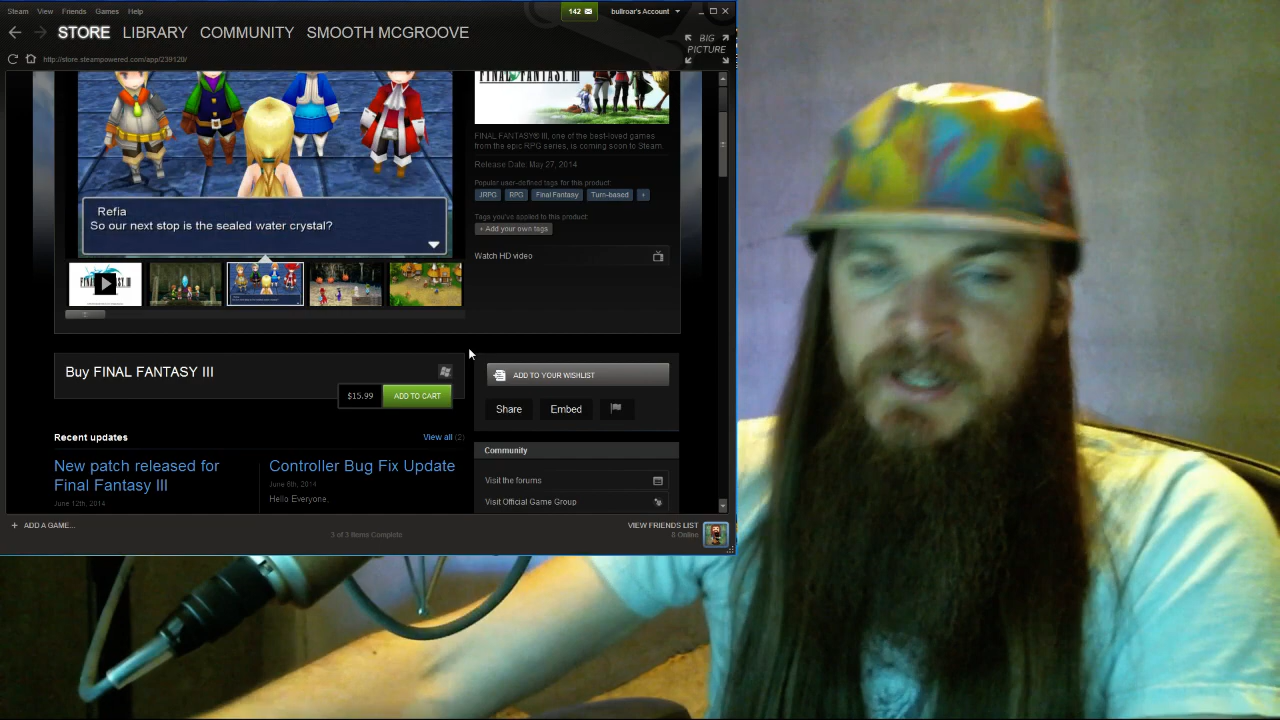 Steam View Friends Games Help
142
bullroar's Account
STORE LIBRARY COMMUNITY SMOOTH MCGROOVE
BIG
PICTURE
http://store.steampowered.com/app/239120/
FINAL FANTASY III
FINAL FANTASY® III, one of the best-loved games
from the epic RPG series, is coming soon to Steam.
Release Date: May 27, 2014
Popular user-defined tags for this product:
JRPG RPG Final Fantasy Turn-based +
Tags you've applied to this product:
+ Add your own tags
Watch HD video
Refia
So our next stop is the sealed water crystal?
FINAL FANTASY III
Buy FINAL FANTASY III
$15.99 ADD TO CART
ADD TO YOUR WISHLIST
Share Embed
Recent updates View all (2)
New patch released for
Final Fantasy III
June 12th, 2014
Controller Bug Fix Update
June 6th, 2014
Hello Everyone,
Community
Visit the forums
Visit Official Game Group
+ ADD A GAME...
3 of 3 Items Complete
VIEW FRIENDS LIST